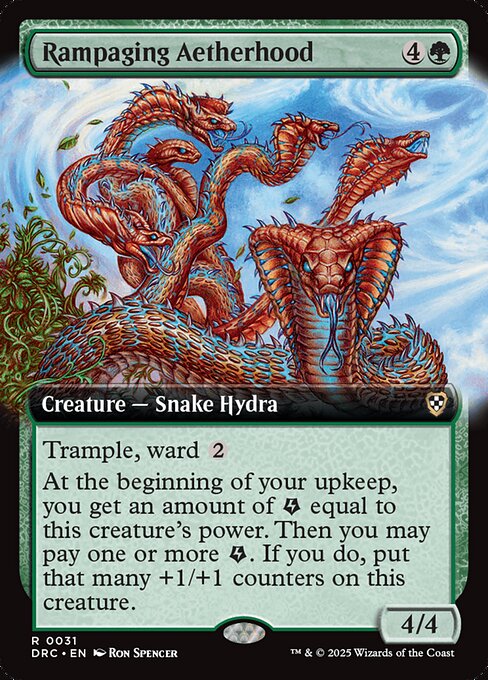 Rampaging Aetherhood 4
Creature — Snake Hydra
Trample, ward 2
At the beginning of your upkeep,
you get an amount of equal to
this creature's power. Then you may
pay one or more . If you do, put
that many +1/+1 counters on this
creature.
4/4
R 0031
DRC • EN Ron Spencer
™ & © 2025 Wizards of the Coast